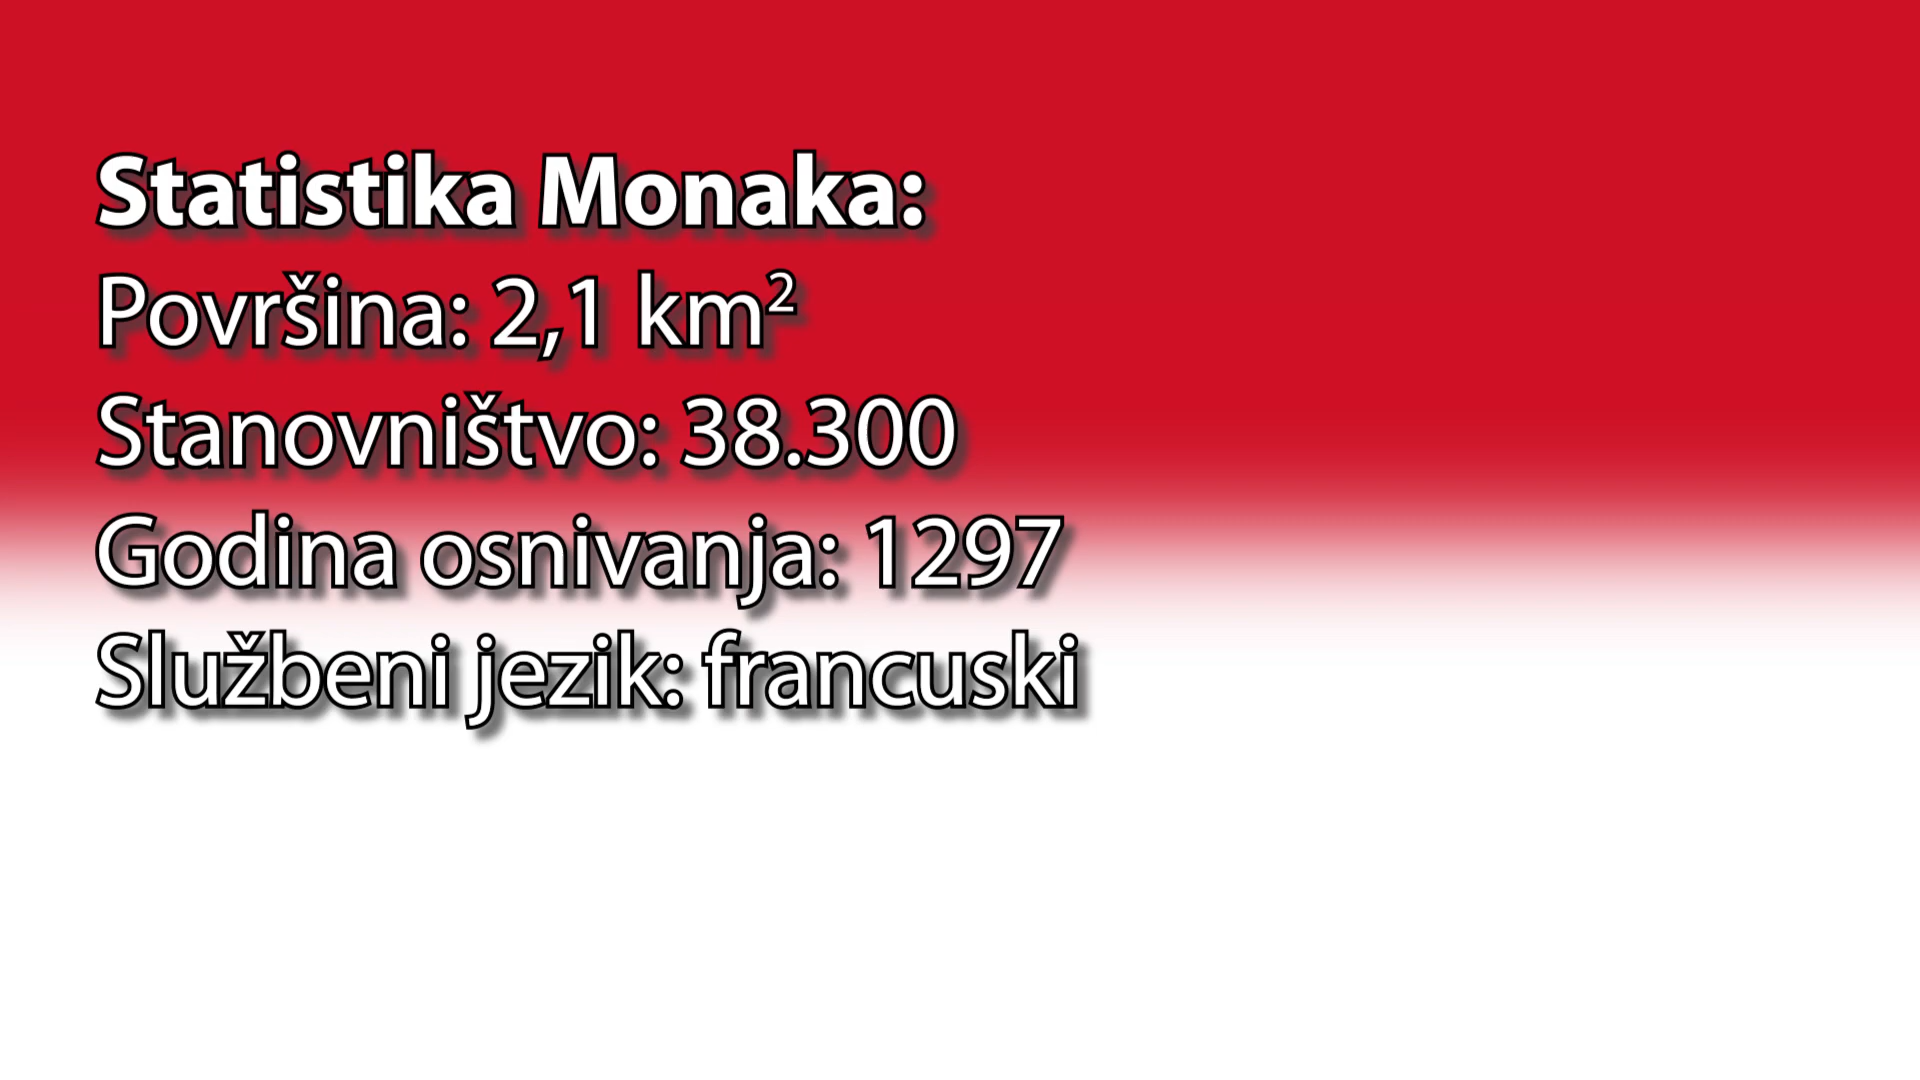 Statistika Monaka:
Površina: 2,1 km²
Stanovništvo: 38.300
Godina osnivanja: 1297
Službeni jezik: francuski